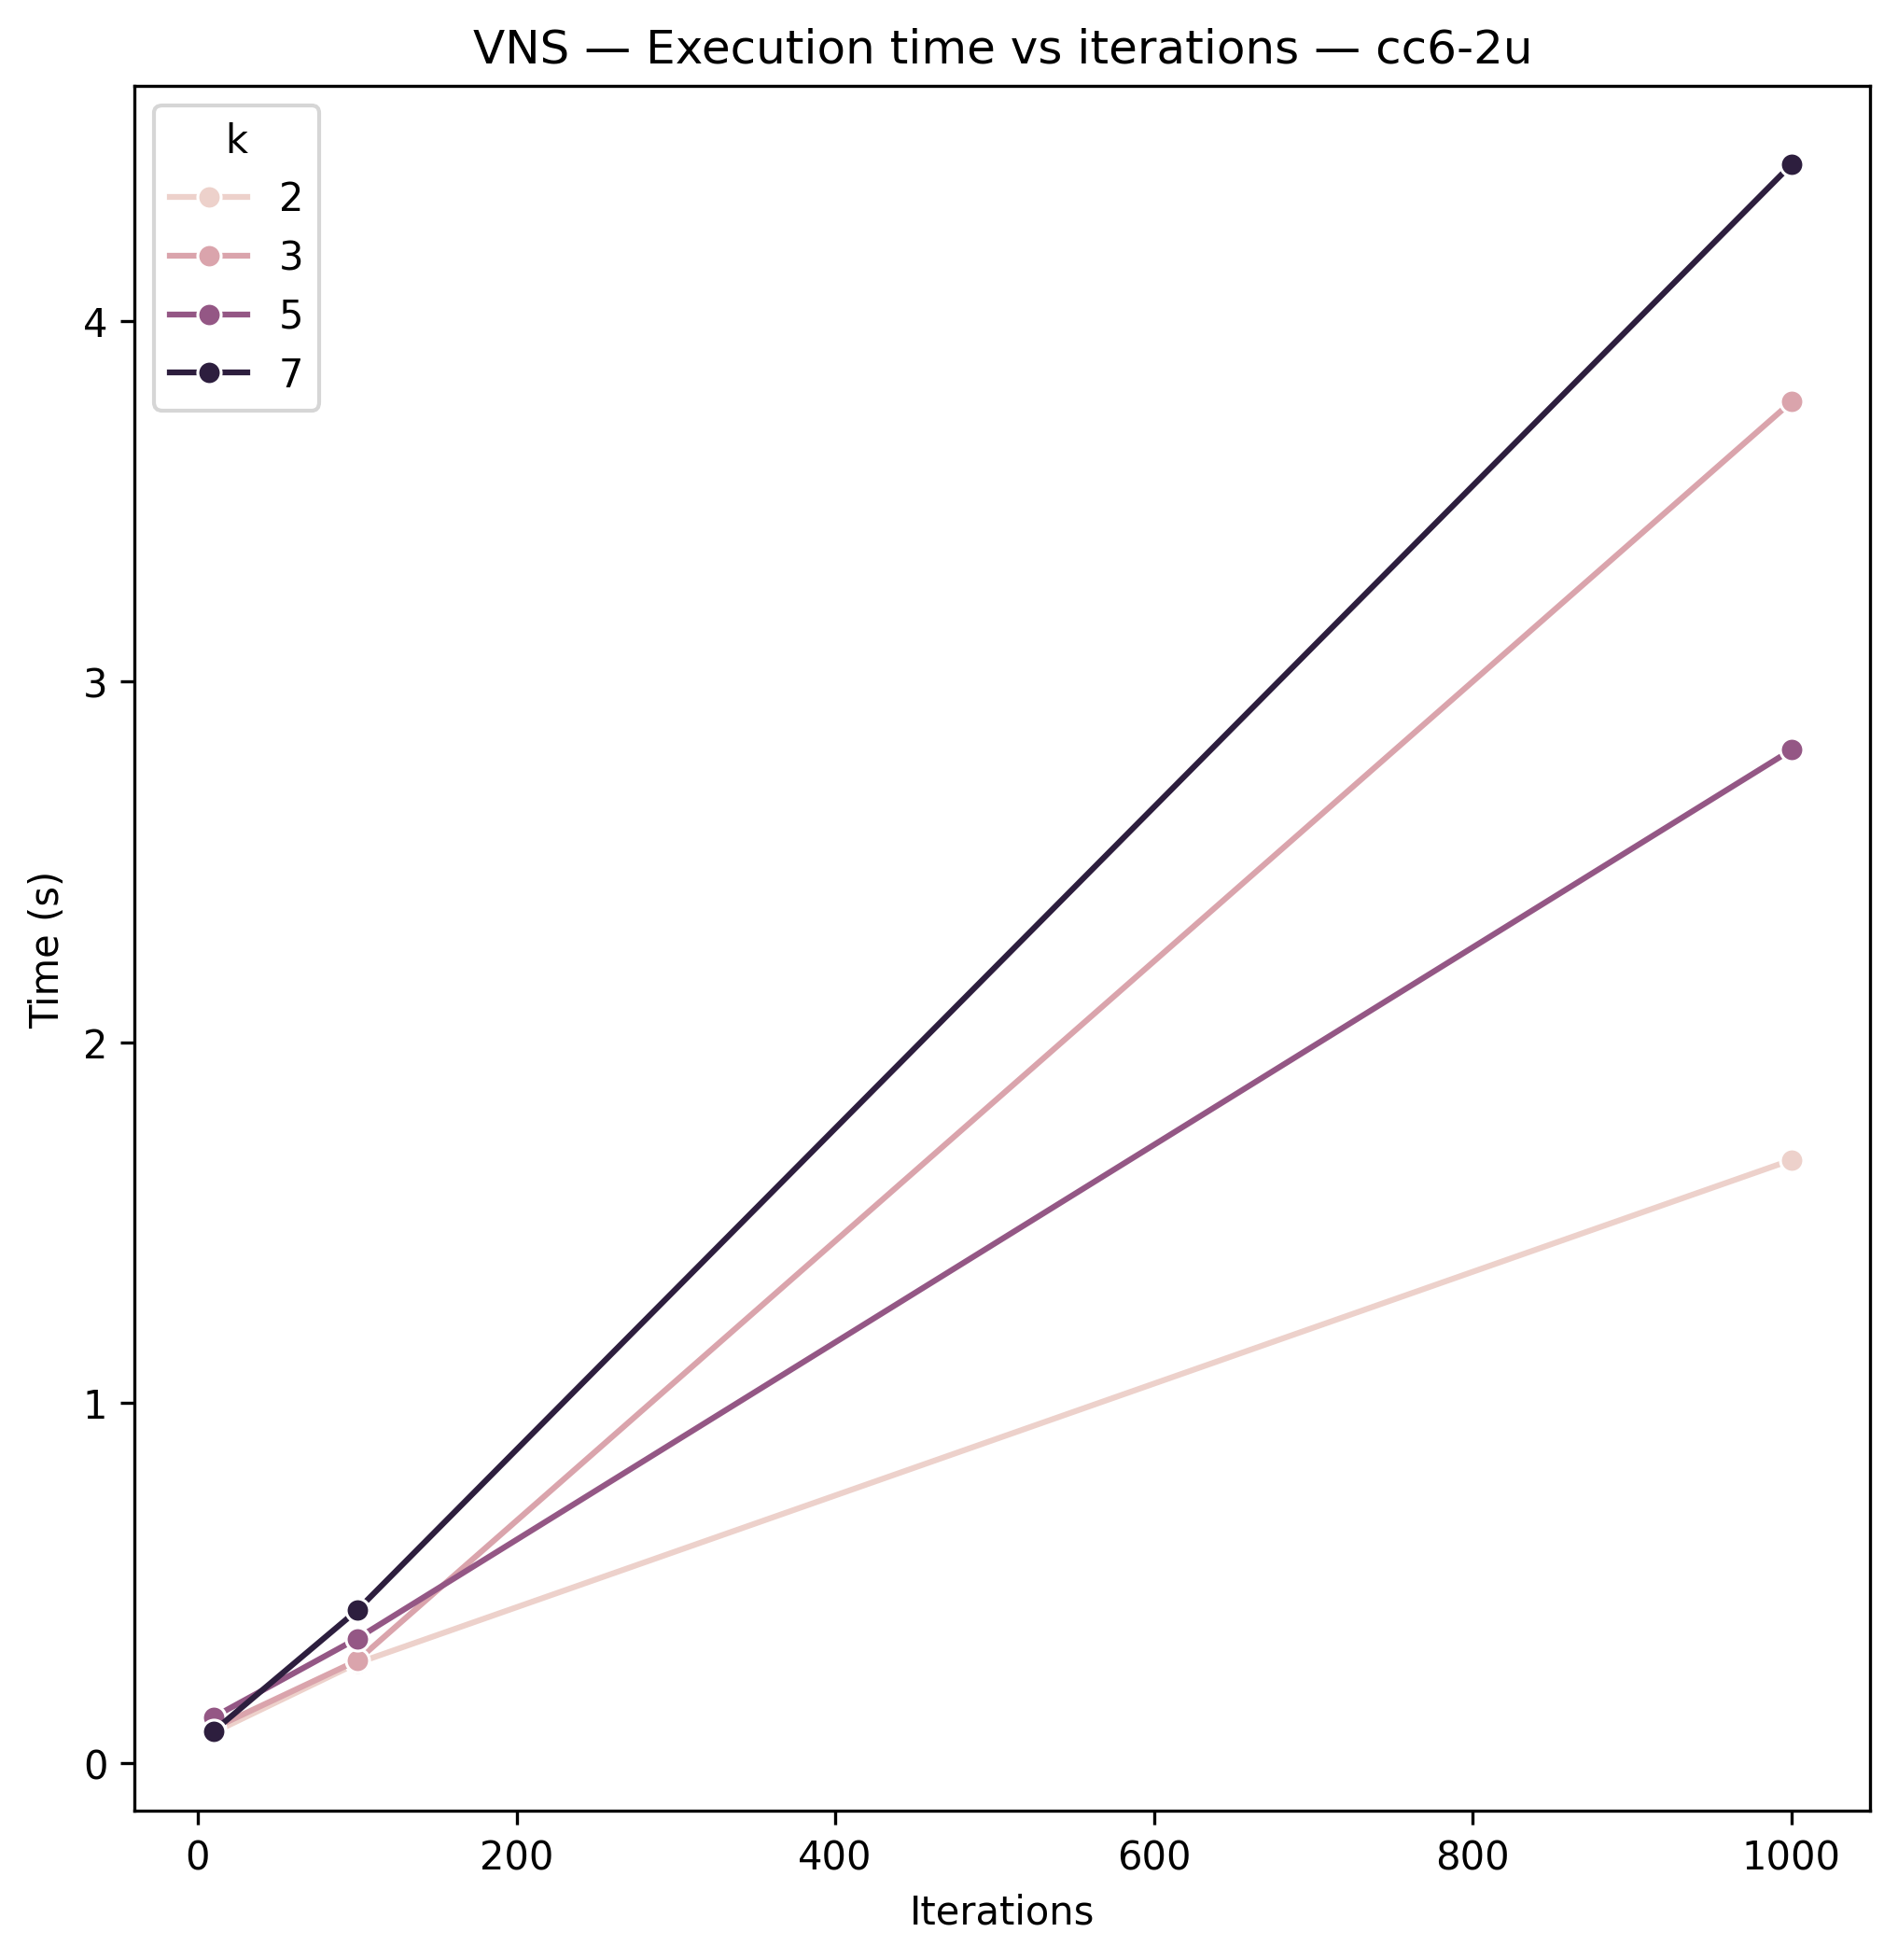 VNS — Execution time vs iterations — cc6-2u
k
2
3
5
7
4
3
2
1
0
Time (s)
0 200 400 600 800 1000
Iterations